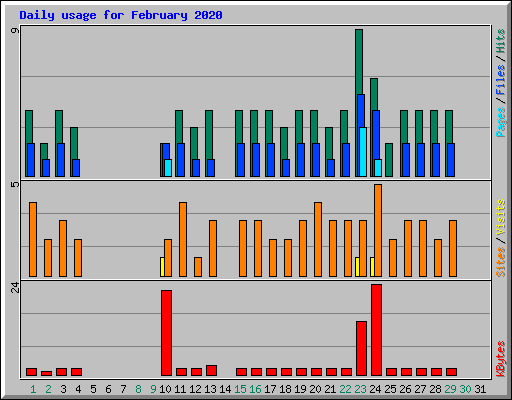 Daily usage for February 2020
9
Pages / Files / Hits
5
Sites / Visits
24
KBytes
1 2 3 4 5 6 7 8 9 10 11 12 13 14 15 16 17 18 19 20 21 22 23 24 25 26 27 28 29 30 31